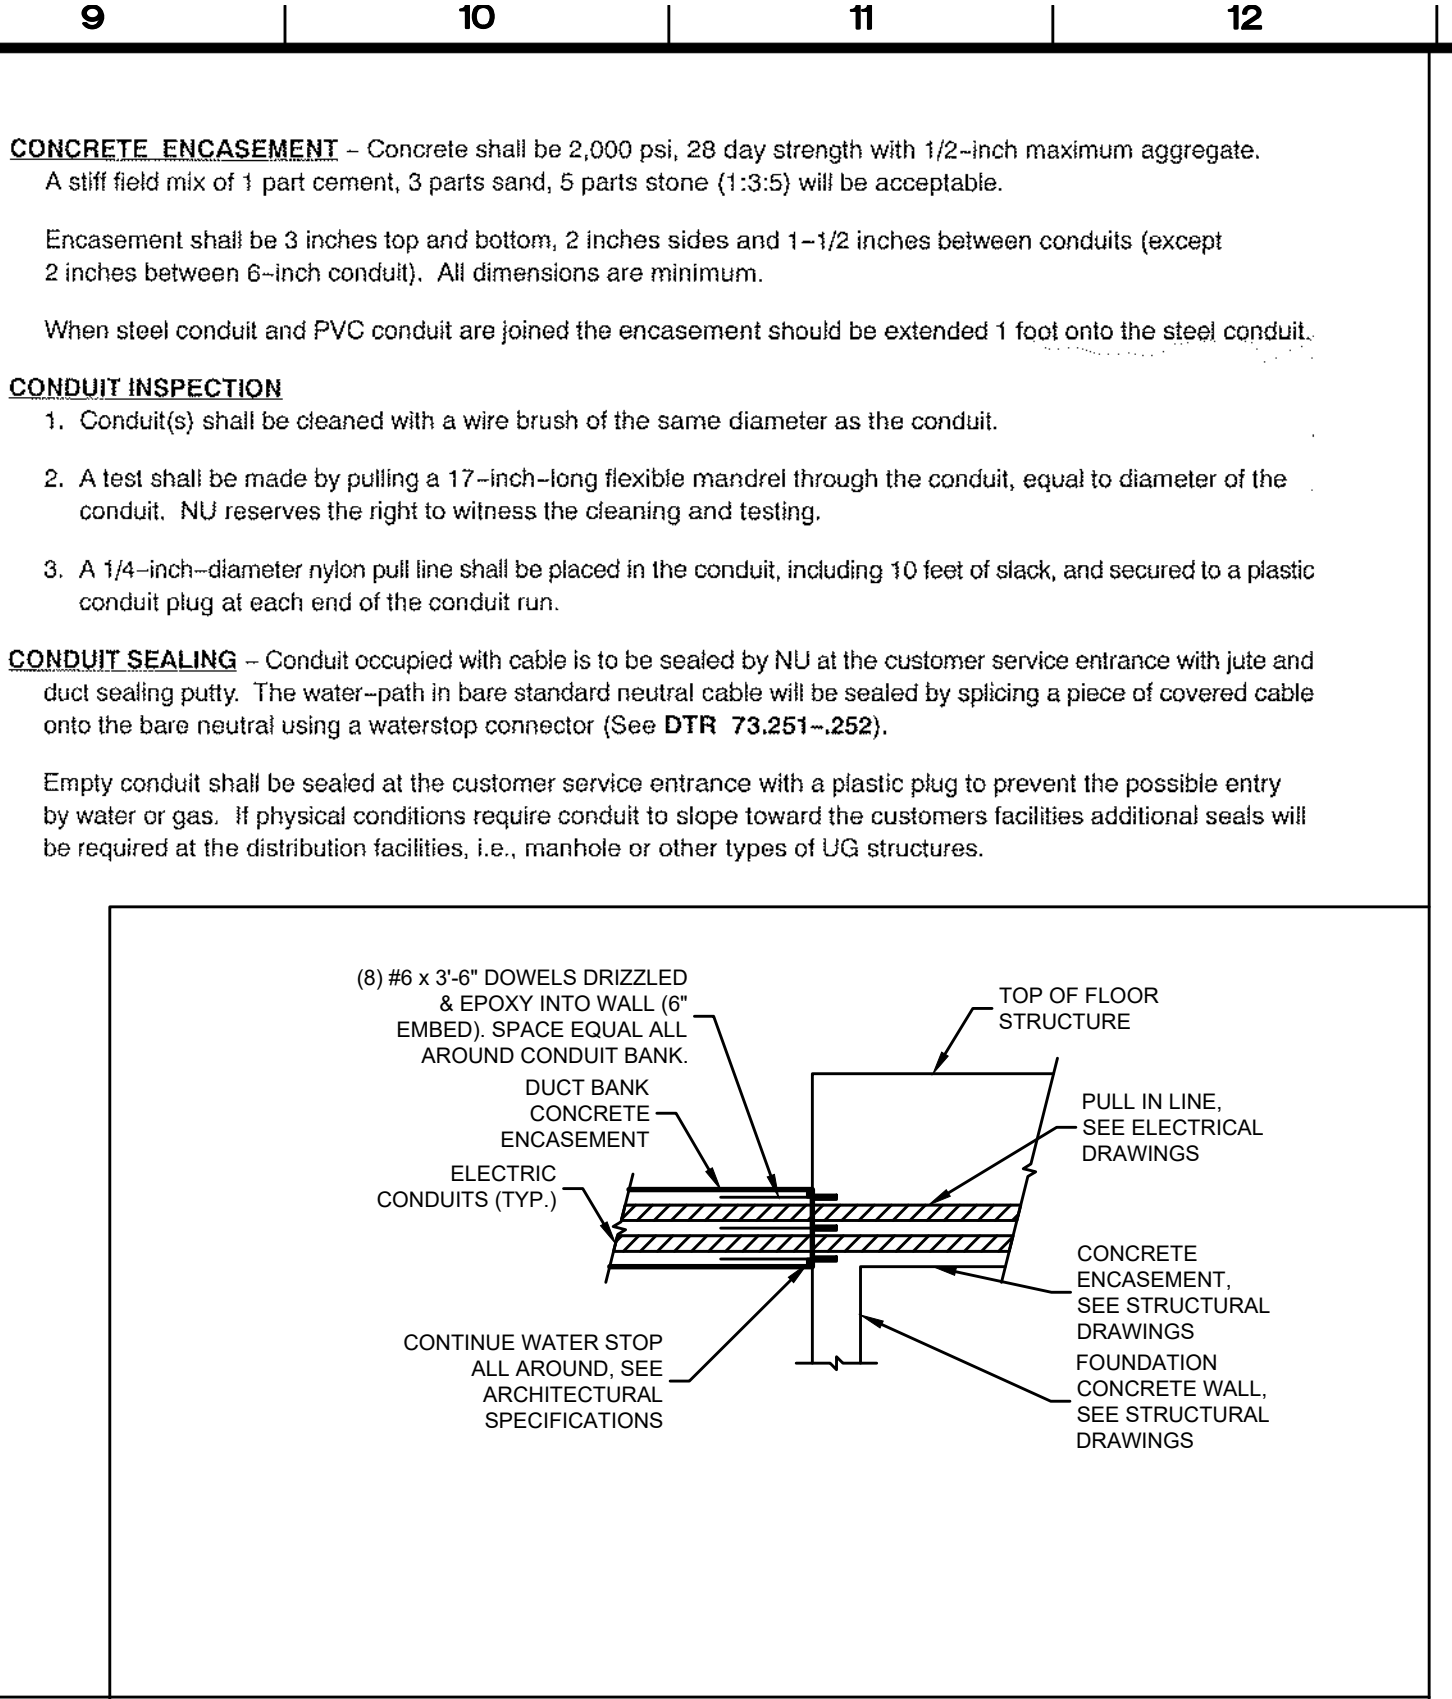 9 10 11 12
CONCRETE ENCASEMENT – Concrete shall be 2,000 psi, 28 day strength with 1/2–inch maximum aggregate.
A stiff field mix of 1 part cement, 3 parts sand, 5 parts stone (1:3:5) will be acceptable.
Encasement shall be 3 inches top and bottom, 2 inches sides and 1–1/2 inches between conduits (except
2 inches between 6–inch conduit). All dimensions are minimum.
When steel conduit and PVC conduit are joined the encasement should be extended 1 foot onto the steel conduit.
CONDUIT INSPECTION
1. Conduit(s) shall be cleaned with a wire brush of the same diameter as the conduit.
2. A test shall be made by pulling a 17–inch–long flexible mandrel through the conduit, equal to diameter of the
conduit. NU reserves the right to witness the cleaning and testing.
3. A 1/4–inch–diameter nylon pull line shall be placed in the conduit, including 10 feet of slack, and secured to a plastic
conduit plug at each end of the conduit run.
CONDUIT SEALING – Conduit occupied with cable is to be sealed by NU at the customer service entrance with jute and
duct sealing putty. The water–path in bare standard neutral cable will be sealed by splicing a piece of covered cable
onto the bare neutral using a waterstop connector (See DTR 73.251–.252).
Empty conduit shall be sealed at the customer service entrance with a plastic plug to prevent the possible entry
by water or gas. If physical conditions require conduit to slope toward the customers facilities additional seals will
be required at the distribution facilities, i.e., manhole or other types of UG structures.
(8) #6 x 3'-6" DOWELS DRIZZLED
& EPOXY INTO WALL (6"
EMBED). SPACE EQUAL ALL
AROUND CONDUIT BANK.
DUCT BANK
CONCRETE
ENCASEMENT
ELECTRIC
CONDUITS (TYP.)
CONTINUE WATER STOP
ALL AROUND, SEE
ARCHITECTURAL
SPECIFICATIONS
TOP OF FLOOR
STRUCTURE
PULL IN LINE,
SEE ELECTRICAL
DRAWINGS
CONCRETE
ENCASEMENT,
SEE STRUCTURAL
DRAWINGS
FOUNDATION
CONCRETE WALL,
SEE STRUCTURAL
DRAWINGS